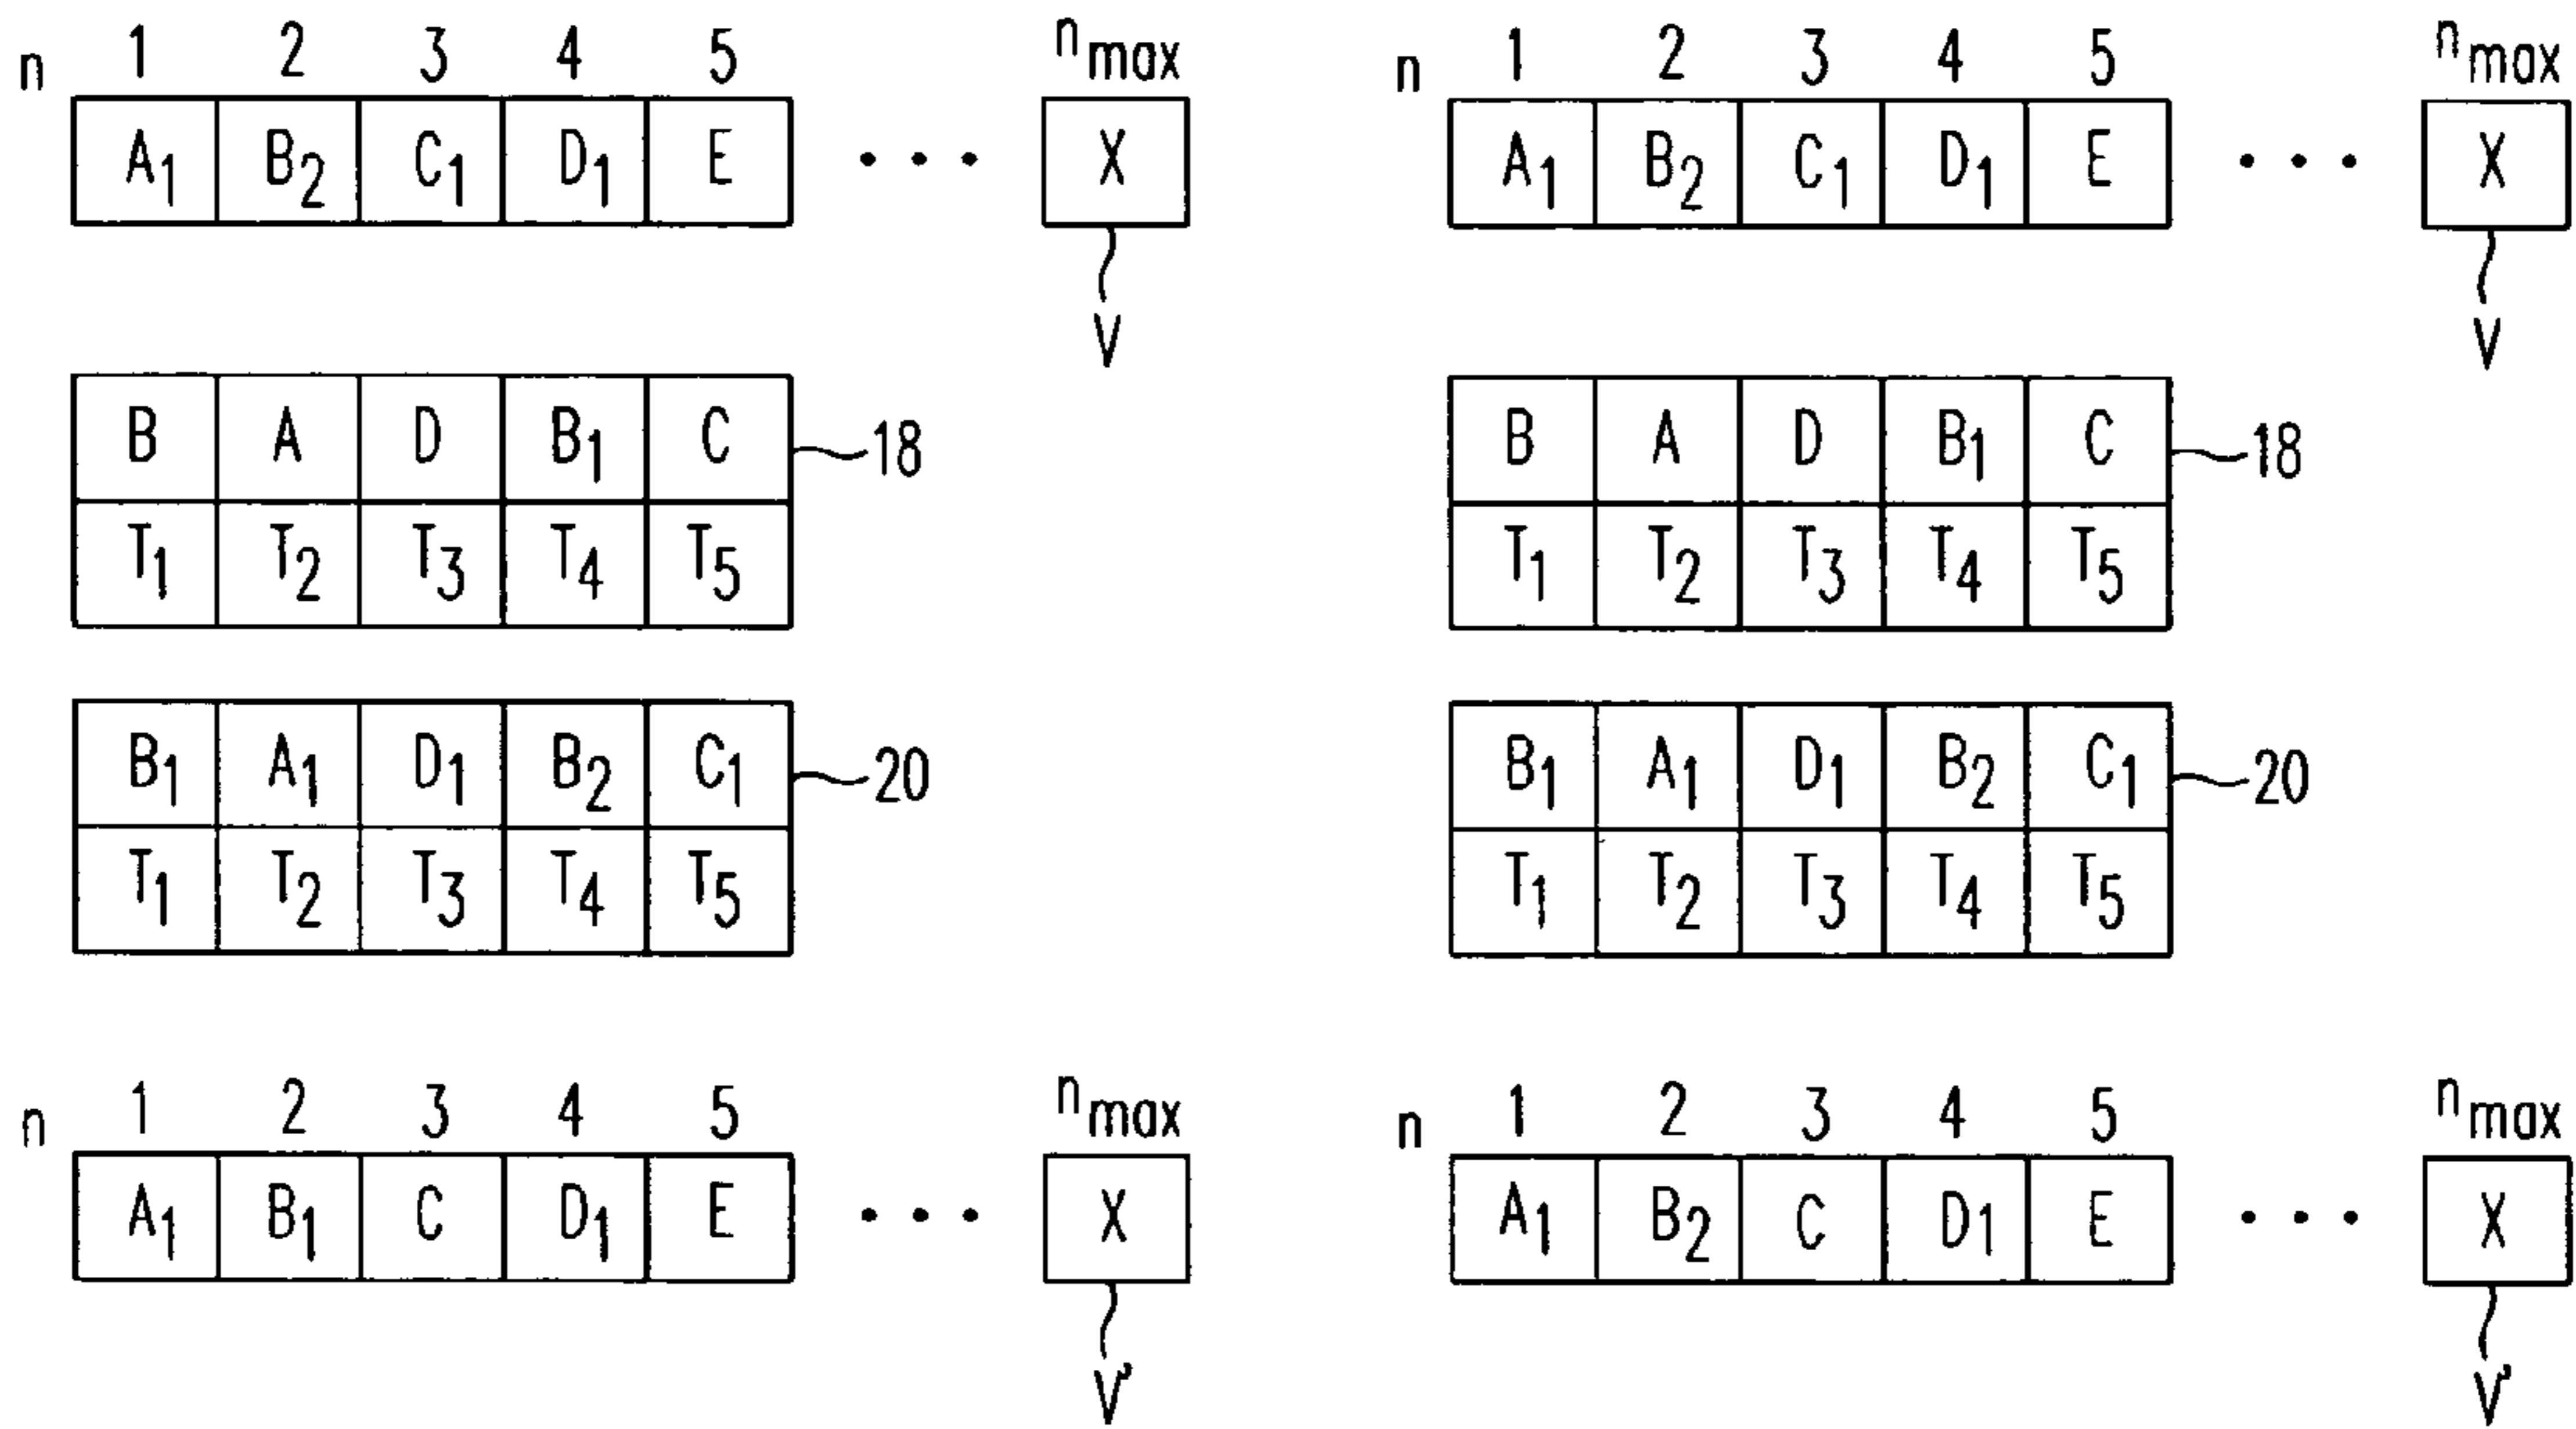 n 1 2 3 4 5 nmax
A1 B2 C1 D1 E • • • X
V
B A D B1 C 18
T1 T2 T3 T4 T5
B1 A1 D1 B2 C1 20
T1 T2 T3 T4 T5
n 1 2 3 4 5 nmax
A1 B1 C D1 E • • • X
V'
n 1 2 3 4 5 nmax
A1 B2 C1 D1 E • • • X
V
B A D B1 C 18
T1 T2 T3 T4 T5
B1 A1 D1 B2 C1 20
T1 T2 T3 T4 T5
n 1 2 3 4 5 nmax
A1 B2 C D1 E • • • X
V'